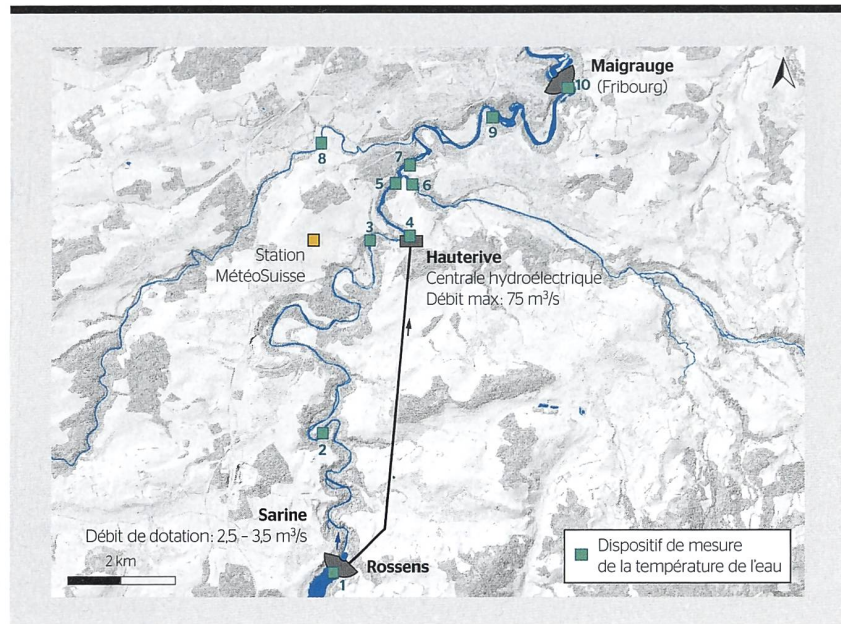 Maigrauge
(Fribourg)
10
9
8
7
5
6
3
4
Station
MétéoSuisse
Hauterive
Centrale hydroélectrique
Débit max: 75 m³/s
2
Sarine
Débit de dotation: 2,5 – 3,5 m³/s
2 km
Rossens
1
Dispositif de mesure
de la température de l'eau